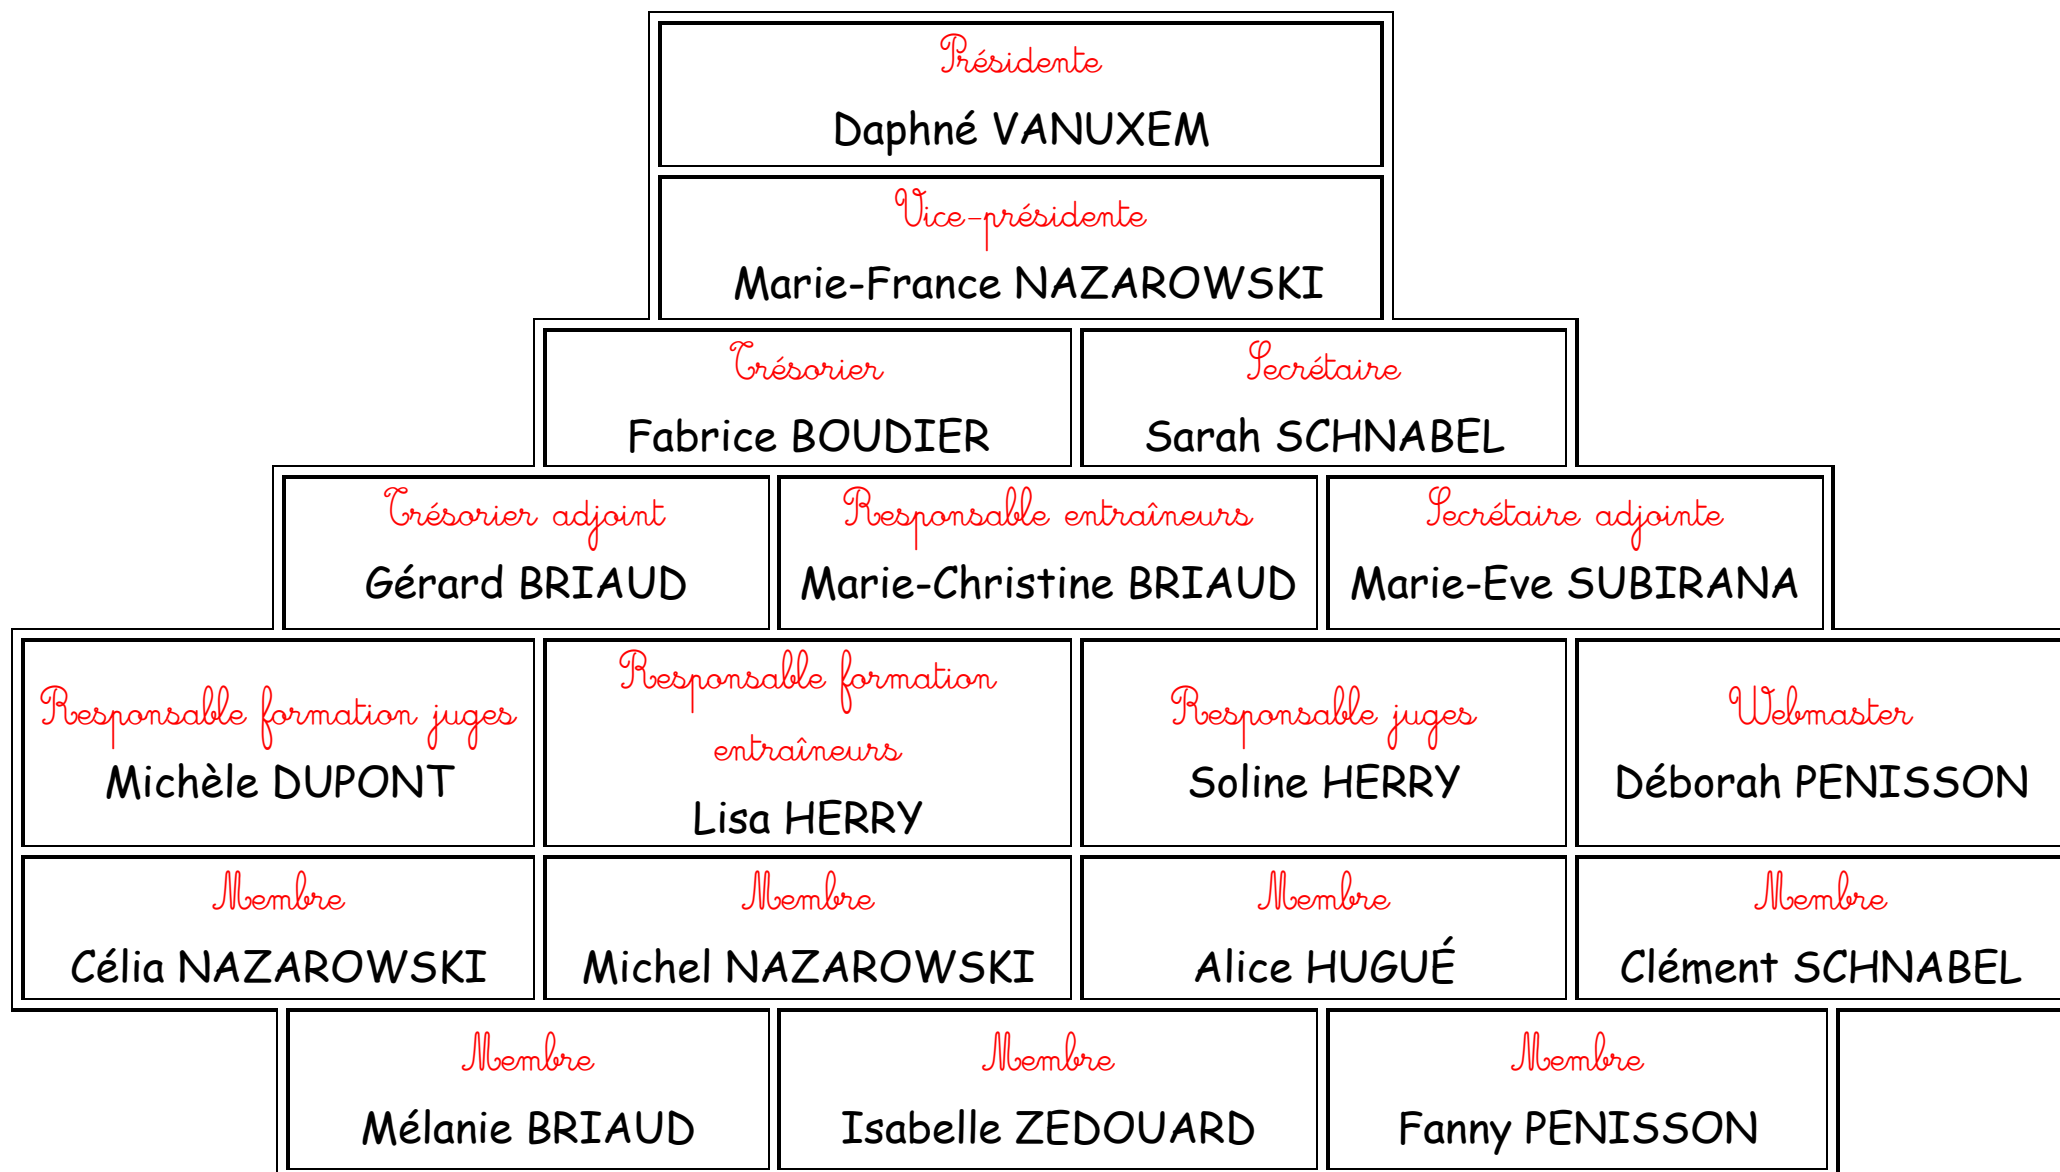 Présidente
Daphné VANUXEM
Vice-présidente
Marie-France NAZAROWSKI
Trésorier
Fabrice BOUDIER
Secrétaire
Sarah SCHNABEL
Trésorier adjoint
Gérard BRIAUD
Responsable entraîneurs
Marie-Christine BRIAUD
Secrétaire adjointe
Marie-Eve SUBIRANA
Responsable formation juges
Michèle DUPONT
Responsable formation
entraîneurs
Lisa HERRY
Responsable juges
Soline HERRY
Webmaster
Déborah PENISSON
Membre
Célia NAZAROWSKI
Membre
Michel NAZAROWSKI
Membre
Alice HUGUÉ
Membre
Clément SCHNABEL
Membre
Mélanie BRIAUD
Membre
Isabelle ZEDOUARD
Membre
Fanny PENISSON